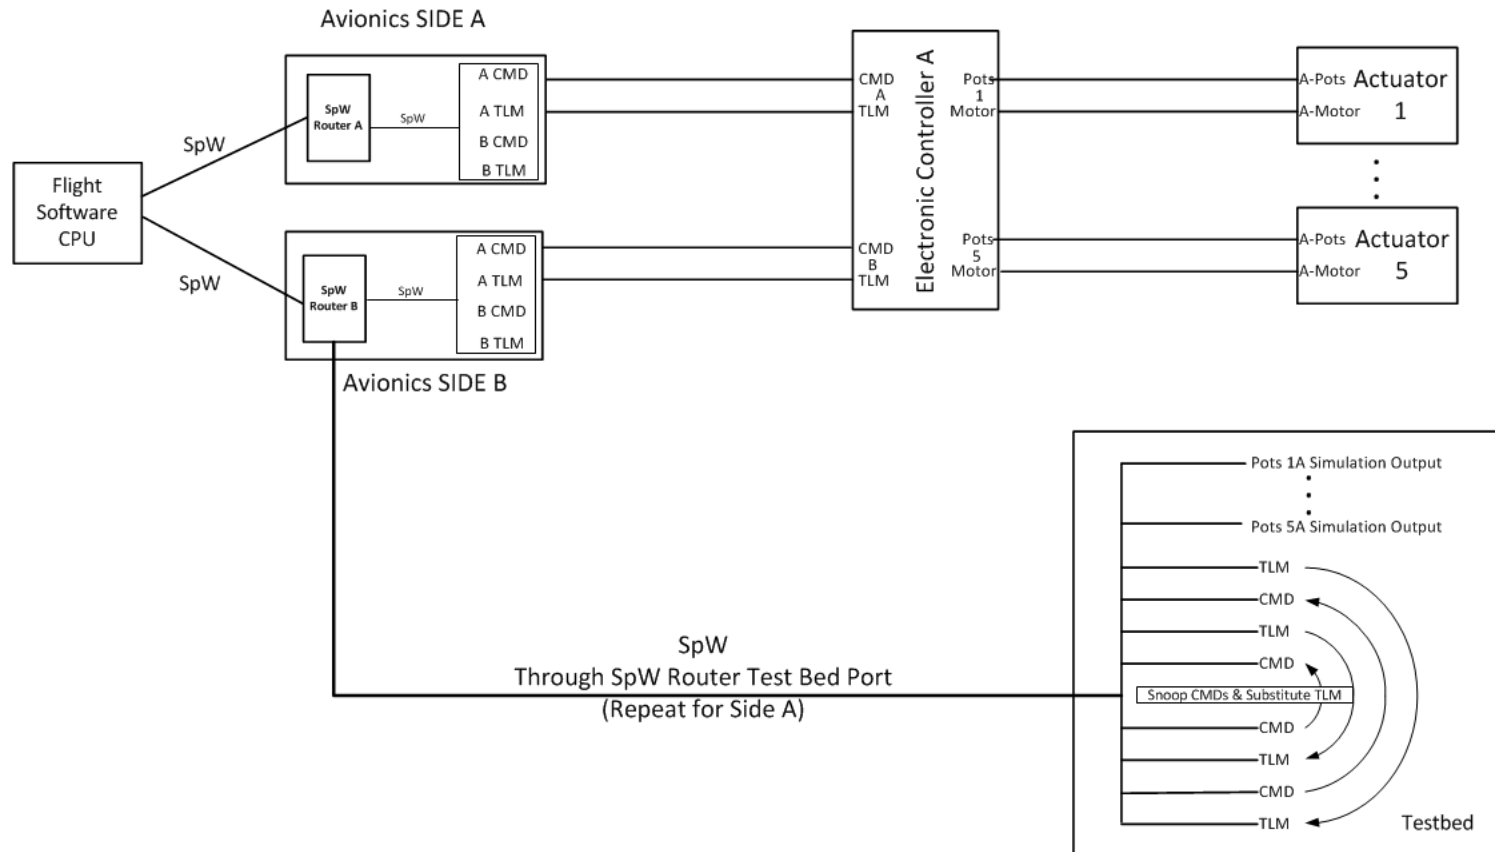 Avionics SIDE A
SpW
Router A
SpW
A CMD
A TLM
B CMD
B TLM
SpW
Flight
Software
CPU
SpW
SpW
Router B
SpW
A CMD
A TLM
B CMD
B TLM
Avionics SIDE B
CMD
A
TLM
CMD
B
TLM
Electronic Controller A
Pots
1
Motor
Pots
5
Motor
A-Pots
A-Motor
Actuator
1
A-Pots
A-Motor
Actuator
5
SpW
Through SpW Router Test Bed Port
(Repeat for Side A)
Pots 1A Simulation Output
Pots 5A Simulation Output
TLM
CMD
TLM
CMD
Snoop CMDs & Substitute TLM
CMD
TLM
CMD
TLM
Testbed